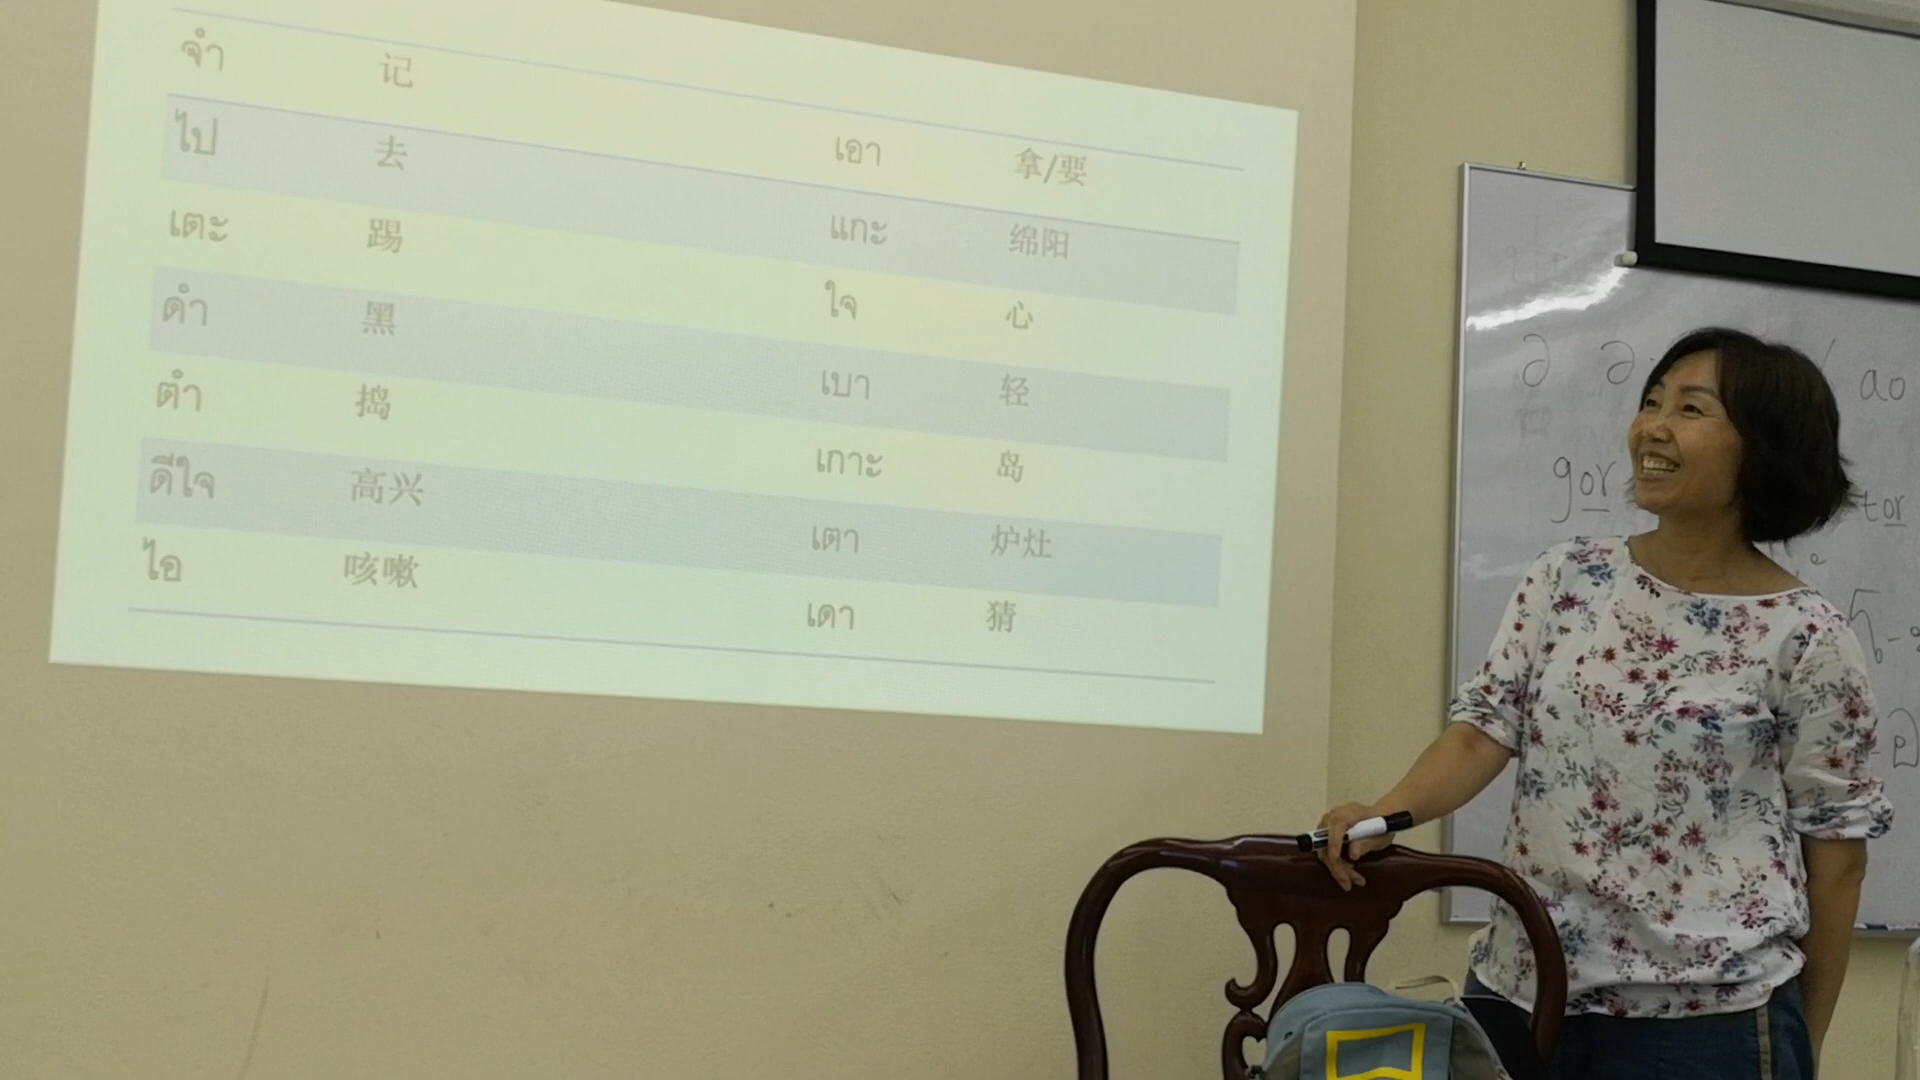 จำ 记
ไป 去
เตะ 踢
ดำ 黑
ตำ 捣
ดีใจ 高兴
ไอ 咳嗽
เอา 拿/要
แกะ 绵阳
ใจ 心
เบา 轻
เกาะ 岛
เตา 炉灶
เดา 猜
ao
gor
tor